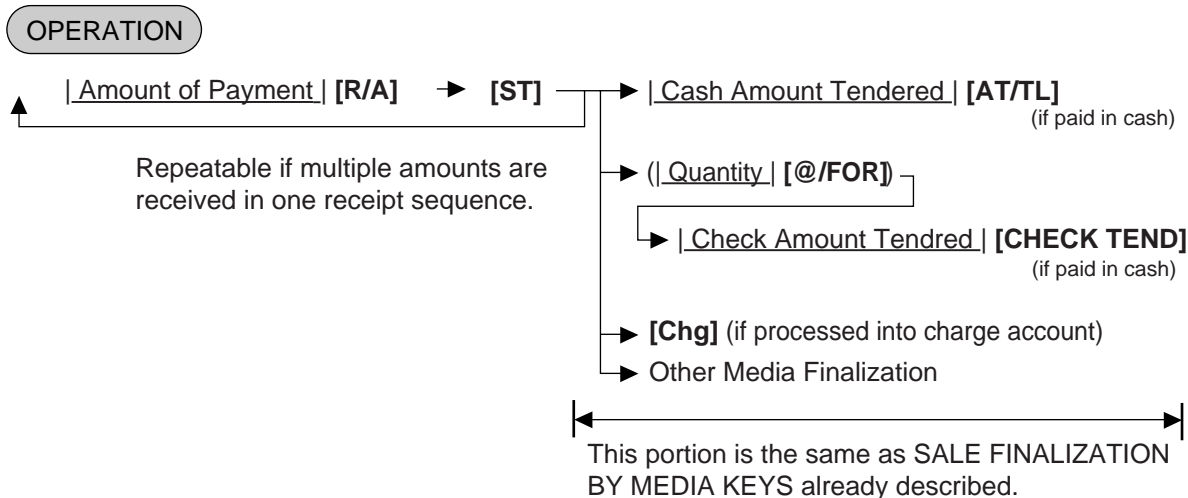 OPERATION
| Amount of Payment | [R/A] [ST] | Cash Amount Tendered | [AT/TL]
(if paid in cash)
Repeatable if multiple amounts are
received in one receipt sequence.
(| Quantity | [@/FOR])
| Check Amount Tendred | [CHECK TEND]
(if paid in cash)
[Chg] (if processed into charge account)
Other Media Finalization
This portion is the same as SALE FINALIZATION
BY MEDIA KEYS already described.